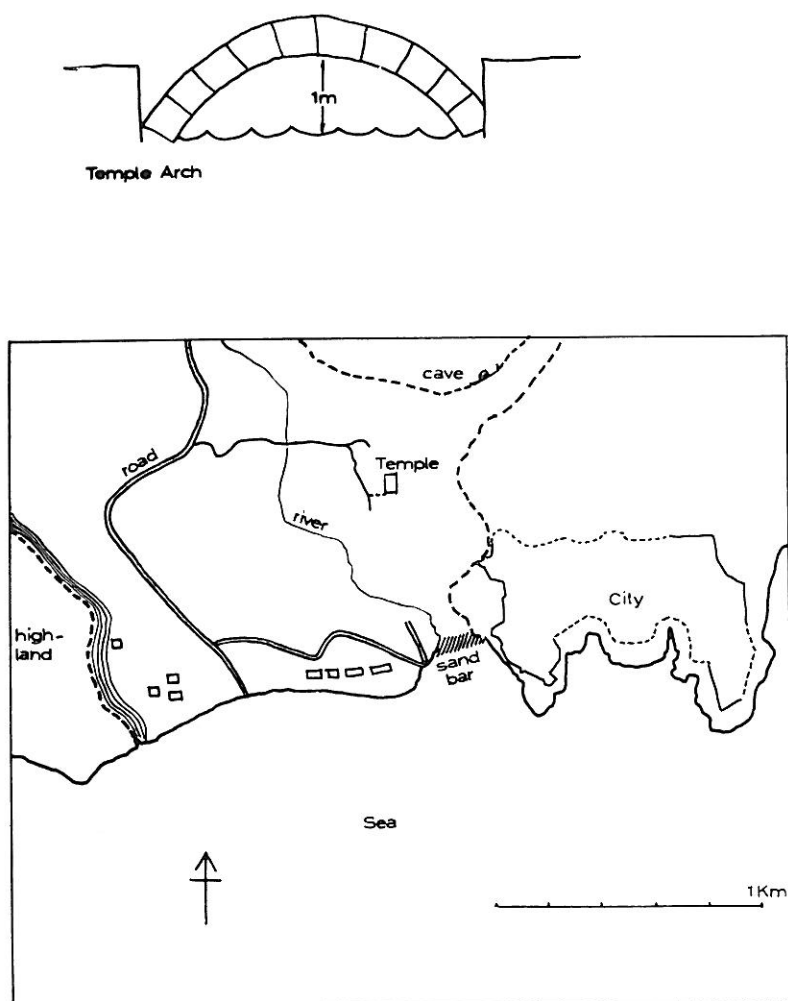 1m
Temple Arch
cave
road
Temple
river
City
high-
land
sand
bar
Sea
1Km